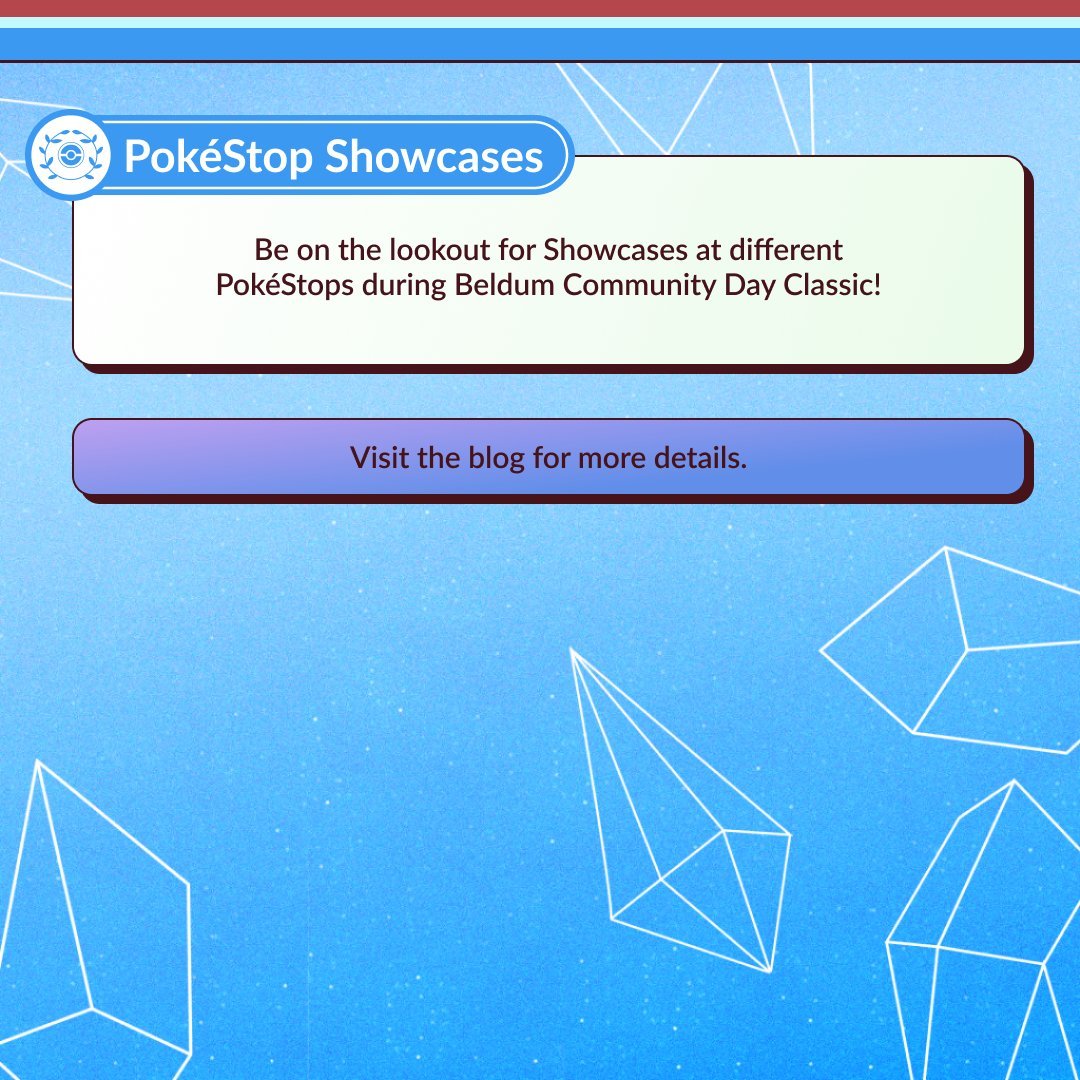 PokéStop Showcases
Be on the lookout for Showcases at different
PokéStops during Beldum Community Day Classic!
Visit the blog for more details.